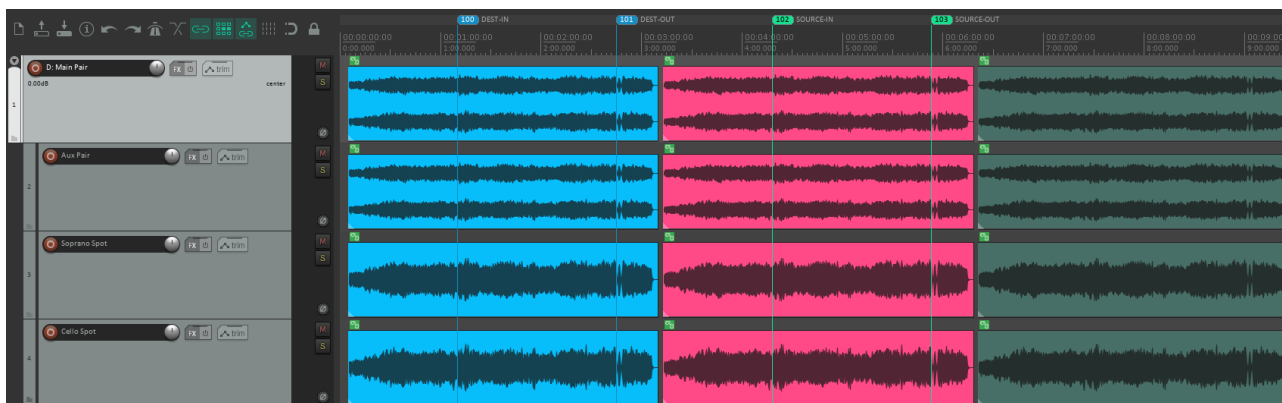 100 DEST-IN 101 DEST-OUT 102 SOURCE-IN 103 SOURCE-OUT
00:00:00:00 00:01:00:00 00:02:00:00 00:03:00:00 00:04:00:00 00:05:00:00 00:06:00:00 00:07:00:00 00:08:00:00 00:09:00
0:00.000 1:00.000 2:00.000 3:00.000 4:00.000 5:00.000 6:00.000 7:00.000 8:00.000 9:00.000
D: Main Pair FX trim M
0.00dB center S
1
Aux Pair FX trim M
S
2
Soprano Spot FX trim M
S
3
Cello Spot FX trim M
S
4